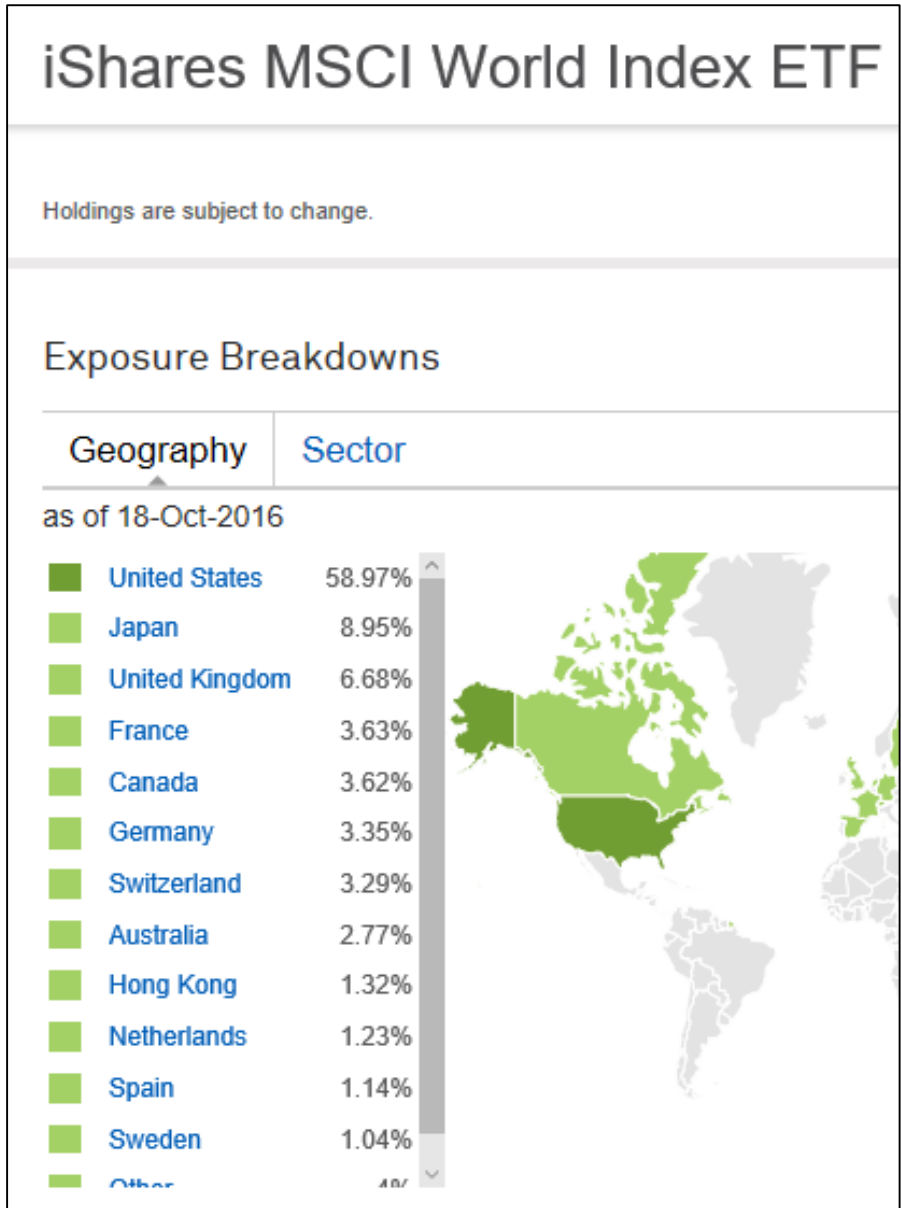 iShares MSCI World Index ETF
Holdings are subject to change.
Exposure Breakdowns
Geography Sector
as of 18-Oct-2016
United States 58.97%
Japan 8.95%
United Kingdom 6.68%
France 3.63%
Canada 3.62%
Germany 3.35%
Switzerland 3.29%
Australia 2.77%
Hong Kong 1.32%
Netherlands 1.23%
Spain 1.14%
Sweden 1.04%
Other